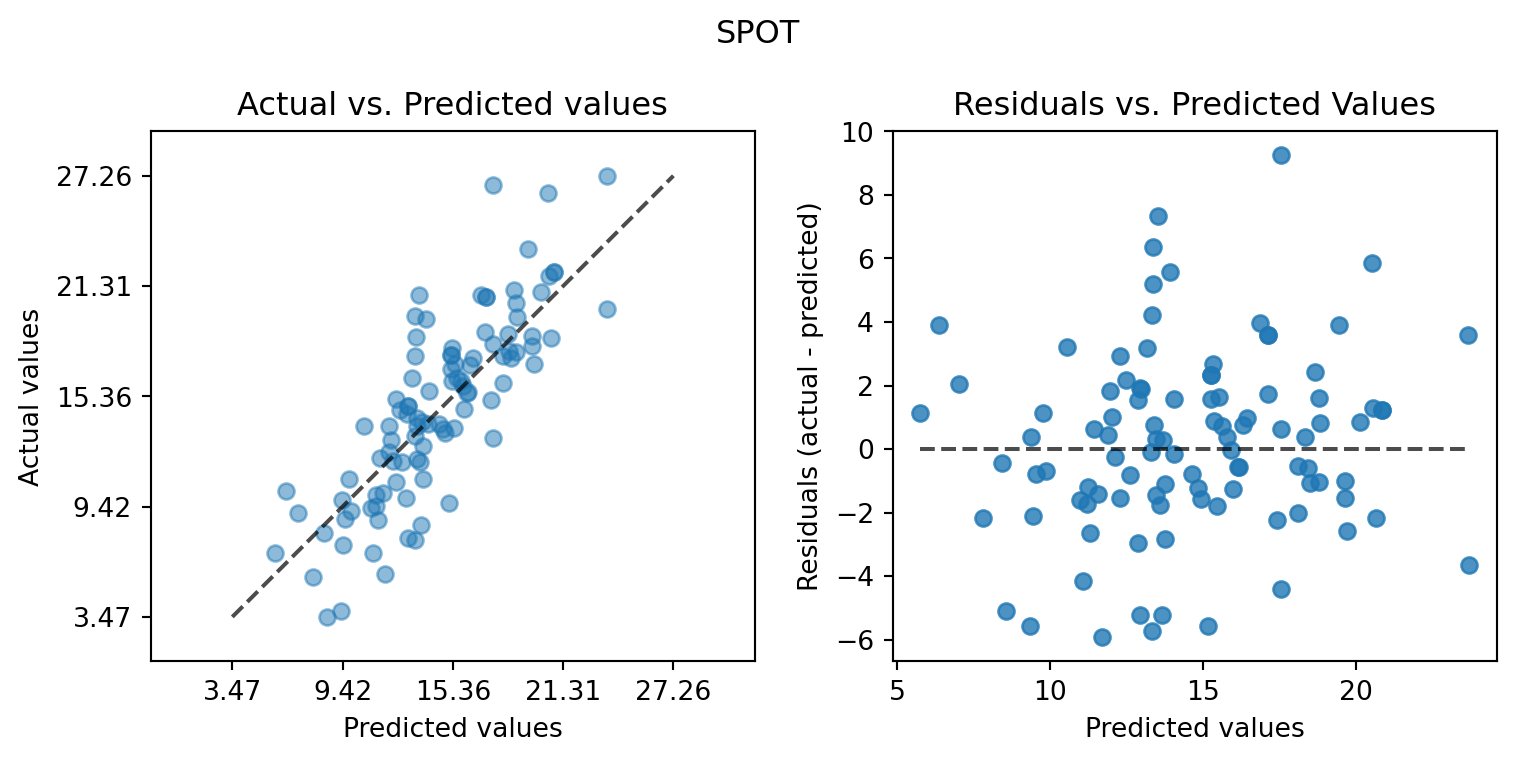 SPOT
Actual vs. Predicted values
27.26
21.31
15.36
9.42
3.47
Actual values
3.47 9.42 15.36 21.31 27.26
Predicted values
Residuals vs. Predicted Values
10
8
6
4
2
0
−2
−4
−6
Residuals (actual - predicted)
5 10 15 20
Predicted values